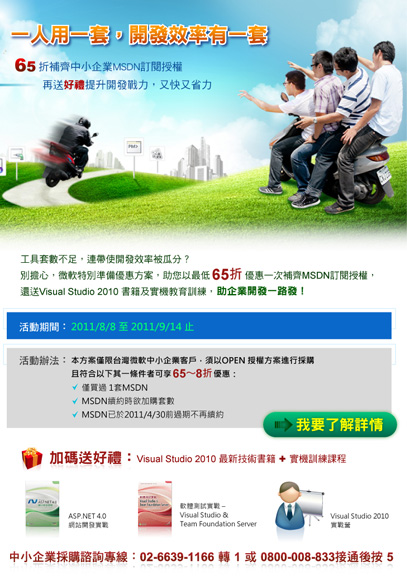 一人用一套，開發效率有一套
65折補齊中小企業MSDN訂閱授權
再送好禮提升開發戰力，又快又省力
工具套數不足，連帶使開發效率被瓜分？
別擔心，微軟特別準備優惠方案，助您以最低 65折 優惠一次補齊MSDN訂閱授權，
還送Visual Studio 2010 書籍及實機教育訓練，助企業開發一路發！
活動期間： 2011/8/8 至 2011/9/14 止
活動辦法： 本方案僅限台灣微軟中小企業客戶，須以OPEN 授權方案進行採購
且符合以下其一條件者可享 65～8折優惠：
僅買過 1套MSDN
MSDN續約時欲加購套數
MSDN已於2011/4/30前過期不再續約
我要了解詳情
加碼送好禮：Visual Studio 2010 最新技術書籍 + 實機訓練課程
ASP.NET 4.0
網站開發實戰
軟體測試實戰 –
Visual Studio &
Team Foundation Server
Visual Studio 2010
實戰營
中小企業採購諮詢專線：02-6639-1166 轉 1 或 0800-008-833接通後按 5